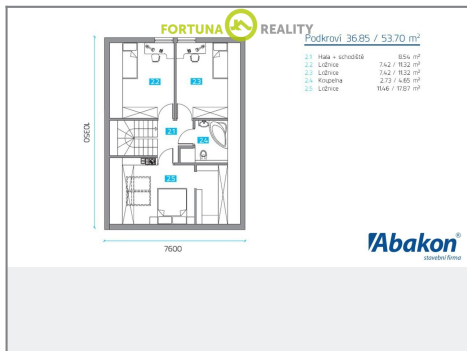 FORTUNA REALITY
Podkroví 36.85 / 53.70 m²
2.1 Hala + schodiště 8.54 m²
2.2 Ložnice 7.42 / 11.32 m²
2.3 Ložnice 7.42 / 11.32 m²
2.4 Koupelna 2.73 / 4.65 m²
2.5 Ložnice 11.46 / 17.87 m²
2.2
2.3
2.1
2.4
2.5
10350
7600
Abakon®
stavební firma